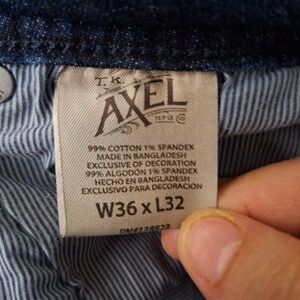 T.K.
AXEL
MFG Co
99% COTTON 1% SPANDEX
MADE IN BANGLADESH
EXCLUSIVE OF DECORATION
99% ALGODÓN 1% SPANDEX
HECHO EN BANGLADESH
EXCLUSIVO PARA DECORACIÓN
W36 x L32